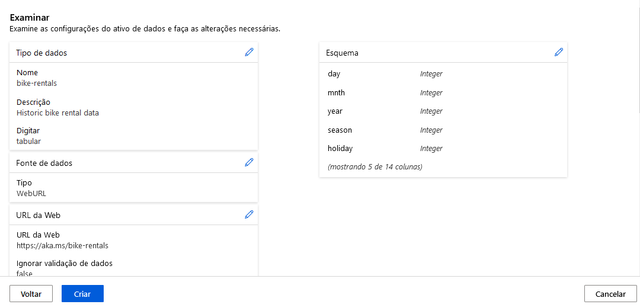 Examinar
Examine as configurações do ativo de dados e faça as alterações necessárias.
Tipo de dados
Nome
bike-rentals
Descrição
Historic bike rental data
Digitar
tabular
Fonte de dados
Tipo
WebURL
URL da Web
URL da Web
https://aka.ms/bike-rentals
Ignorar validação de dados
false
Esquema
day Integer
mnth Integer
year Integer
season Integer
holiday Integer
(mostrando 5 de 14 colunas)
Voltar
Criar
Cancelar